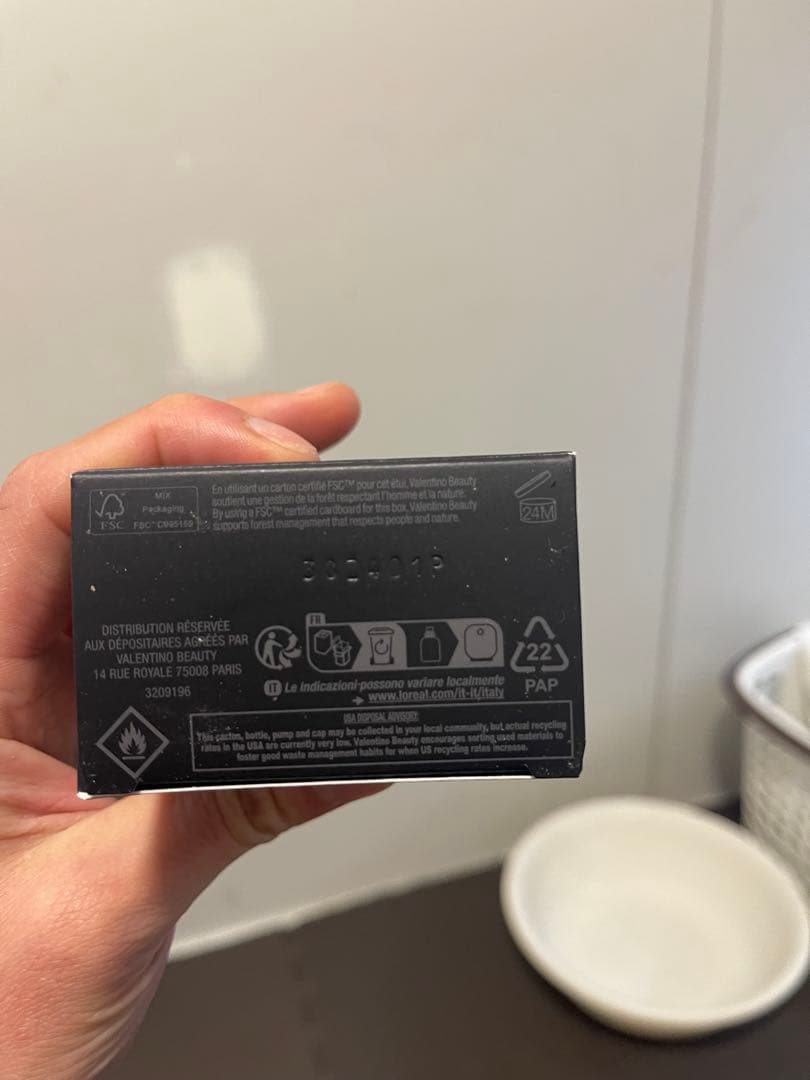 FSC
MIX
Packaging
En utilisant un carton certifié FSC™ pour cet étui, Valentino Beauty
soutient une gestion de la forêt respectant l'homme et la nature.
By using a FSC™ certified cardboard for this box, Valentino Beauty
supports forest management that respects people and nature.
24M
DISTRIBUTION RÉSERVÉE
AUX DÉPOSITAIRES AGRÉÉS PAR
VALENTINO BEAUTY
14 RUE ROYALE 75008 PARIS
3209196
FR
IT Le indicazioni possono variare localmente
www.loreal.com/it-it/italy
22
PAP
USA DISPOSAL ADVISORY:
This carton, bottle, pump and cap may be collected in your local community, but actual recycling
rates in the USA are currently very low. Valentino Beauty encourages sorting used materials to
foster good waste management habits for when US recycling rates increase.